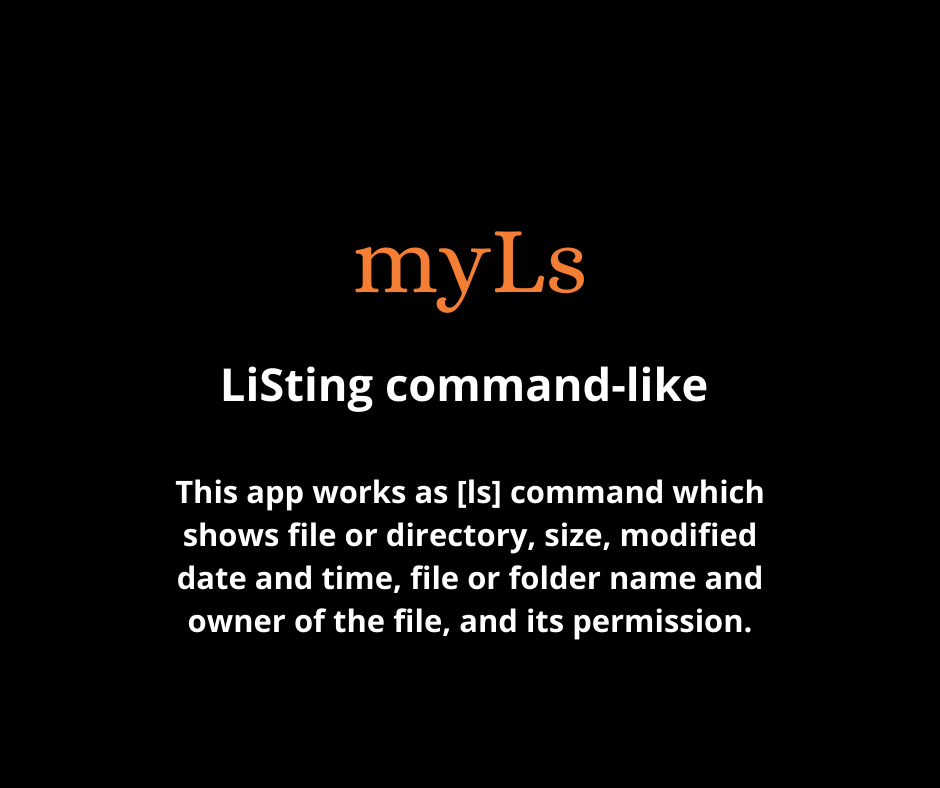 myLs
LiSting command-like
This app works as [ls] command which
shows file or directory, size, modified
date and time, file or folder name and
owner of the file, and its permission.